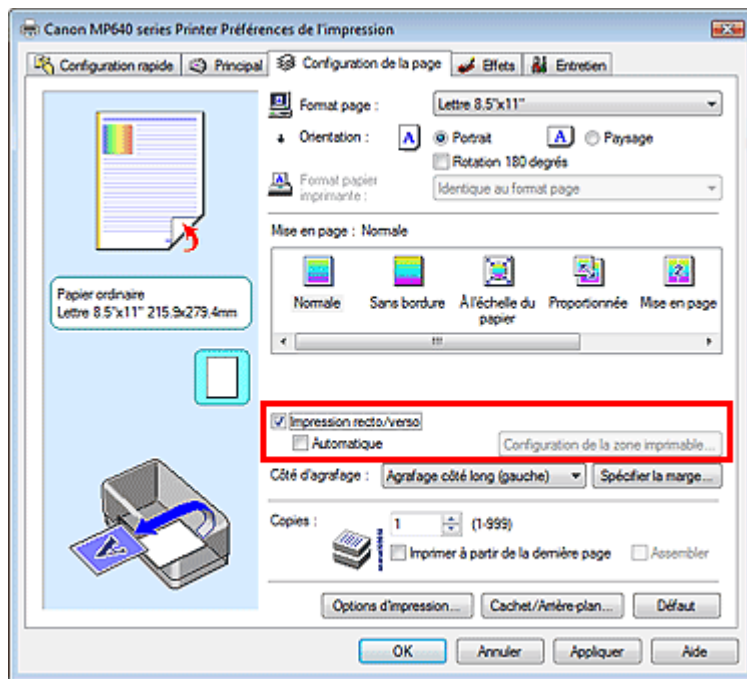 Canon MP640 series Printer Préférences de l'impression
Configuration rapide Principal Configuration de la page Effets Entretien
Format page : Lettre 8.5"x11"
Orientation : A Portrait A Paysage
Rotation 180 degrés
Format papier
imprimante : Identique au format page
Mise en page : Normale
Normale Sans bordure À l'échelle du
papier Proportionnée Mise en page
Papier ordinaire
Lettre 8.5"x11" 215.9x279.4mm
Impression recto/verso
Automatique Configuration de la zone imprimable...
Côté d'agrafage : Agrafage côté long (gauche) Spécifier la marge...
Copies : 1 (1-999)
Imprimer à partir de la dernière page Assembler
Options d'impression... Cachet/Arrière-plan... Défaut
OK Annuler Appliquer Aide